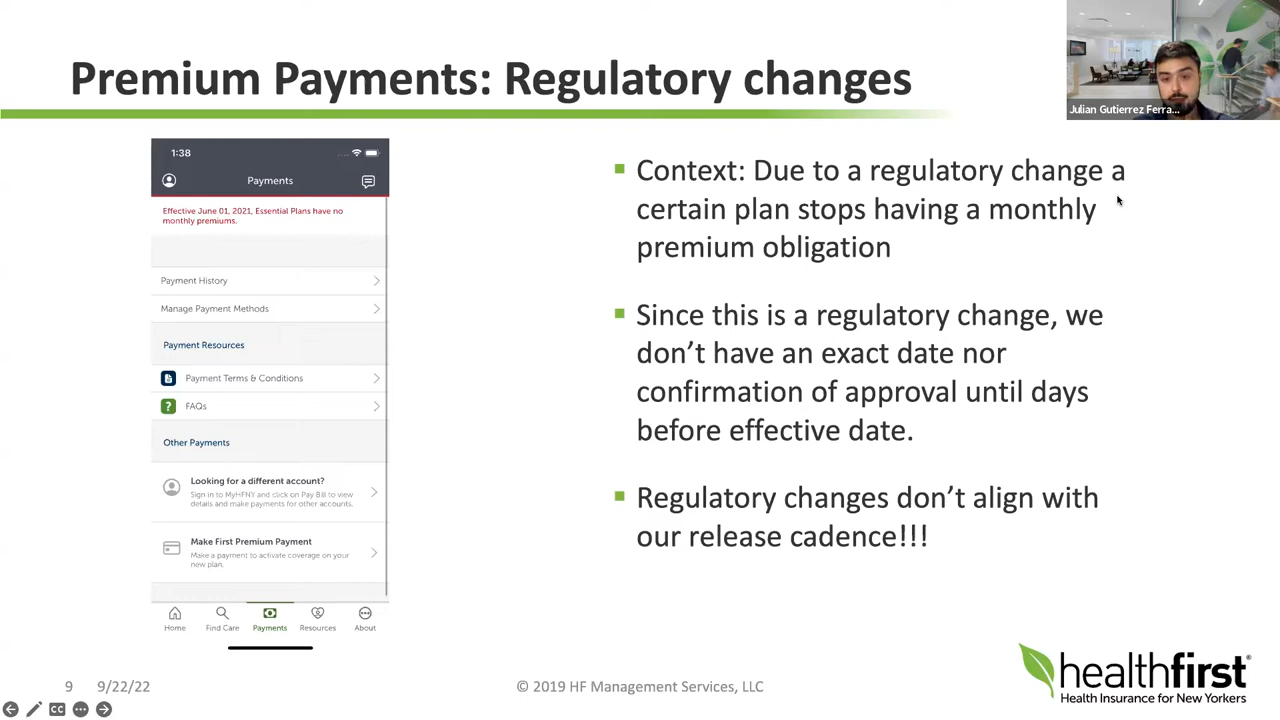 Premium Payments: Regulatory changes
Julian Gutierrez Ferra...
1:38
Payments
Effective June 01, 2021, Essential Plans have no
monthly premiums.
Payment History
Manage Payment Methods
Payment Resources
Payment Terms & Conditions
FAQs
Other Payments
Looking for a different account?
Sign in to MyHFNY and click on Pay Bill to view
details and make payments for other accounts.
Make First Premium Payment
Make a payment to activate coverage on your
new plan.
Home
Find Care
Payments
Resources
About
Context: Due to a regulatory change a
certain plan stops having a monthly
premium obligation
Since this is a regulatory change, we
don’t have an exact date nor
confirmation of approval until days
before effective date.
Regulatory changes don’t align with
our release cadence!!!
9
9/22/22
© 2019 HF Management Services, LLC
healthfirst®
Health Insurance for New Yorkers
CC